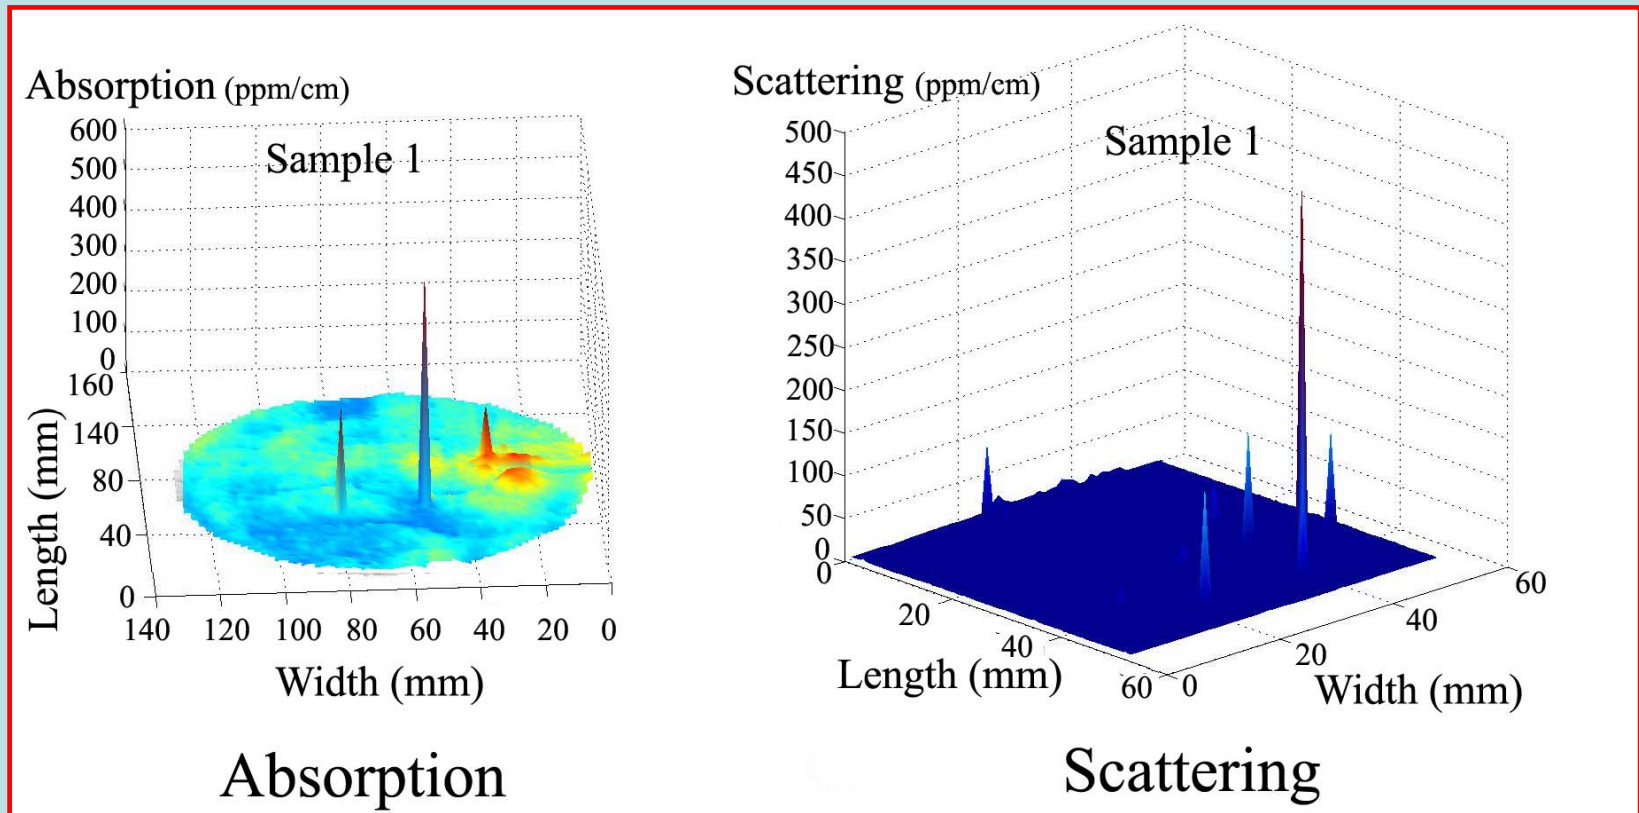 Absorption (ppm/cm)
Sample 1
600
500
400
300
200
100
0
160
140
80
40
0
Length (mm)
140 120 100 80 60 40 20 0
Width (mm)
Absorption
Scattering (ppm/cm)
Sample 1
500
450
400
350
300
250
200
150
100
50
0
0
20
40
60
Length (mm)
0
20
40
60
Width (mm)
Scattering